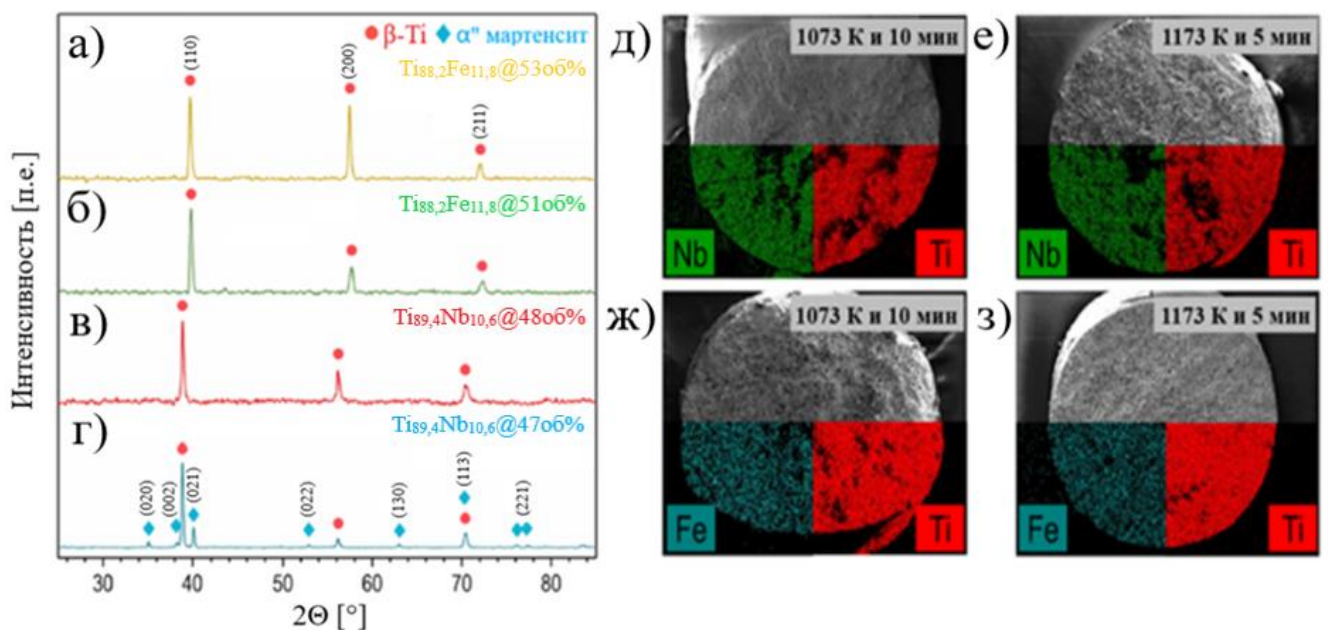 а)
β-Ti α" мартенсит
Ti88,2Fe11,8@53об%
(110)
(200)
(211)
б)
Ti88,2Fe11,8@51об%
в)
Ti89,4Nb10,6@48об%
г)
Ti89,4Nb10,6@47об%
(020)
(002)
(021)
(022)
(130)
(113)
(221)
Интенсивность [п.е.]
30 40 50 60 70 80
2Θ [°]
д)
1073 К и 10 мин
Nb
Ti
е)
1173 К и 5 мин
Nb
Ti
ж)
1073 К и 10 мин
Fe
Ti
з)
1173 К и 5 мин
Fe
Ti